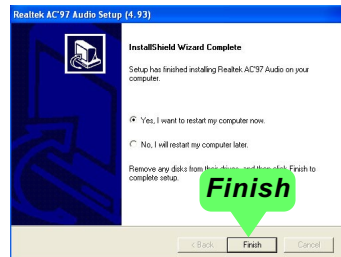 Realtek AC'97 Audio Setup (4.93)
InstallShield Wizard Complete
Setup has finished installing Realtek AC'97 Audio on your
computer.
Yes, I want to restart my computer now.
No, I will restart my computer later.
Remove any disks from their drives, and then click Finish to
complete setup.
Finish
< Back
Finish
Cancel